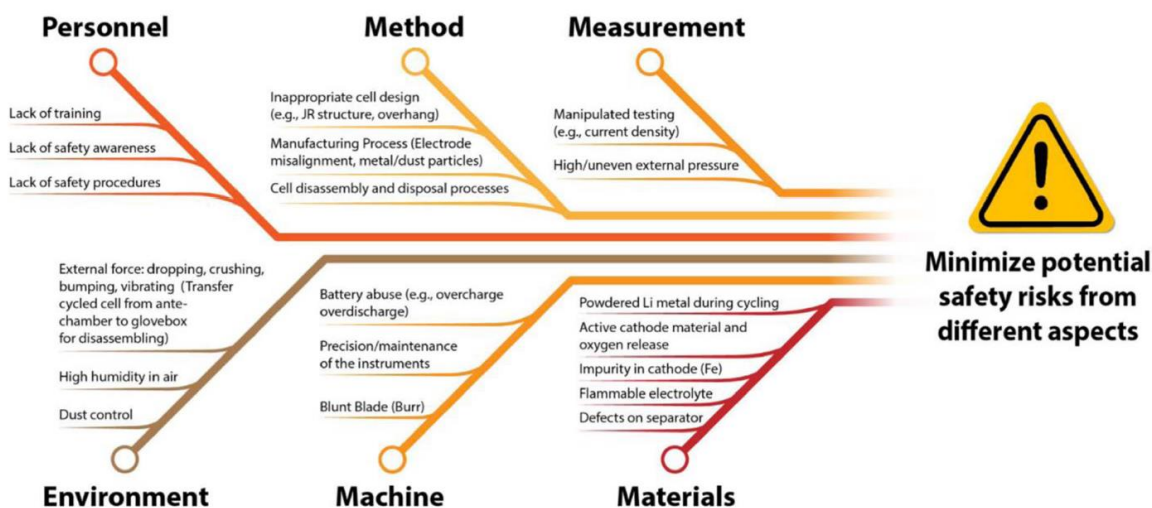 Personnel
Lack of training
Lack of safety awareness
Lack of safety procedures
Method
Inappropriate cell design
(e.g., JR structure, overhang)
Manufacturing Process (Electrode
misalignment, metal/dust particles)
Cell disassembly and disposal processes
Measurement
Manipulated testing
(e.g., current density)
High/uneven external pressure
External force: dropping, crushing,
bumping, vibrating (Transfer
cycled cell from ante-
chamber to glovebox
for disassembling)
High humidity in air
Dust control
Environment
Battery abuse (e.g., overcharge
overdischarge)
Precision/maintenance
of the instruments
Blunt Blade (Burr)
Machine
Powdered Li metal during cycling
Active cathode material and
oxygen release
Impurity in cathode (Fe)
Flammable electrolyte
Defects on separator
Materials
Minimize potential
safety risks from
different aspects